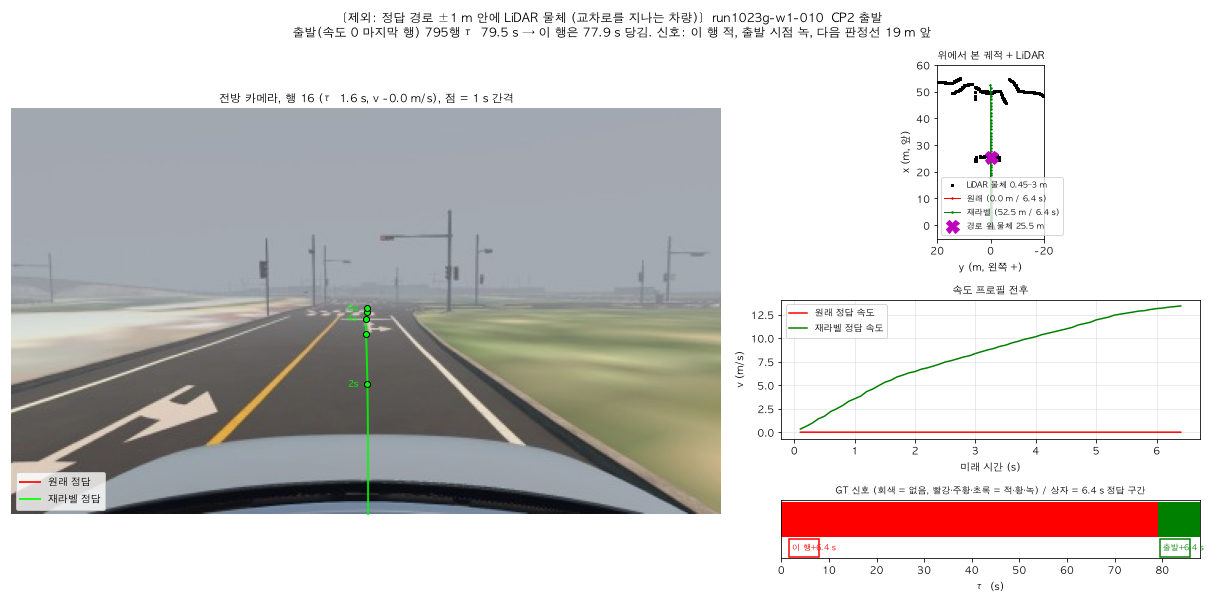 [제외: 정답 경로 ±1 m 안에 LiDAR 물체 (교차로를 지나는 차량)] run1023g-w1-010 CP2 출발
출발(속도 0 마지막 행) 795행 τ 79.5 s → 이 행은 77.9 s 당김. 신호: 이 행 적, 출발 시점 녹, 다음 판정선 19 m 앞
전방 카메라, 행 16 (τ 1.6 s, v -0.0 m/s), 점 = 1 s 간격
2s
원래 정답
재라벨 정답
위에서 본 궤적 + LiDAR
60
50
40
30
20
10
0
x (m, 앞)
LiDAR 물체 0.45-3 m
원래 (0.0 m / 6.4 s)
재라벨 (52.5 m / 6.4 s)
경로 위 물체 25.5 m
20 0 -20
y (m, 왼쪽 +)
속도 프로필 전후
12.5
10.0
7.5
5.0
2.5
0.0
v (m/s)
원래 정답 속도
재라벨 정답 속도
0 1 2 3 4 5 6
미래 시간 (s)
GT 신호 (회색 = 없음, 빨강·주황·초록 = 적·황·녹) / 상자 = 6.4 s 정답 구간
이 행+6.4 s
출발+6.4 s
0 10 20 30 40 50 60 70 80
τ (s)